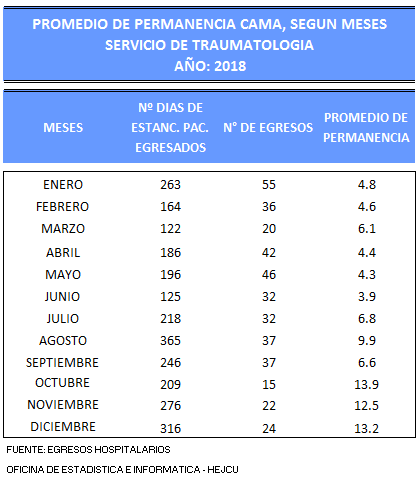 PROMEDIO DE PERMANENCIA CAMA, SEGUN MESES
SERVICIO DE TRAUMATOLOGIA
AÑO: 2018
MESES Nº DIAS DE ESTANC. PAC. EGRESADOS N° DE EGRESOS PROMEDIO DE PERMANENCIA
ENERO 263 55 4.8
FEBRERO 164 36 4.6
MARZO 122 20 6.1
ABRIL 186 42 4.4
MAYO 196 46 4.3
JUNIO 125 32 3.9
JULIO 218 32 6.8
AGOSTO 365 37 9.9
SEPTIEMBRE 246 37 6.6
OCTUBRE 209 15 13.9
NOVIEMBRE 276 22 12.5
DICIEMBRE 316 24 13.2
FUENTE: EGRESOS HOSPITALARIOS
OFICINA DE ESTADISTICA E INFORMATICA - HEJCU